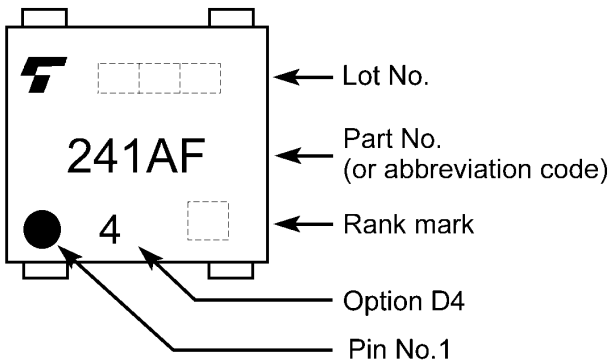 Lot No.
241AF
Part No.
(or abbreviation code)
4
Rank mark
Option D4
Pin No.1